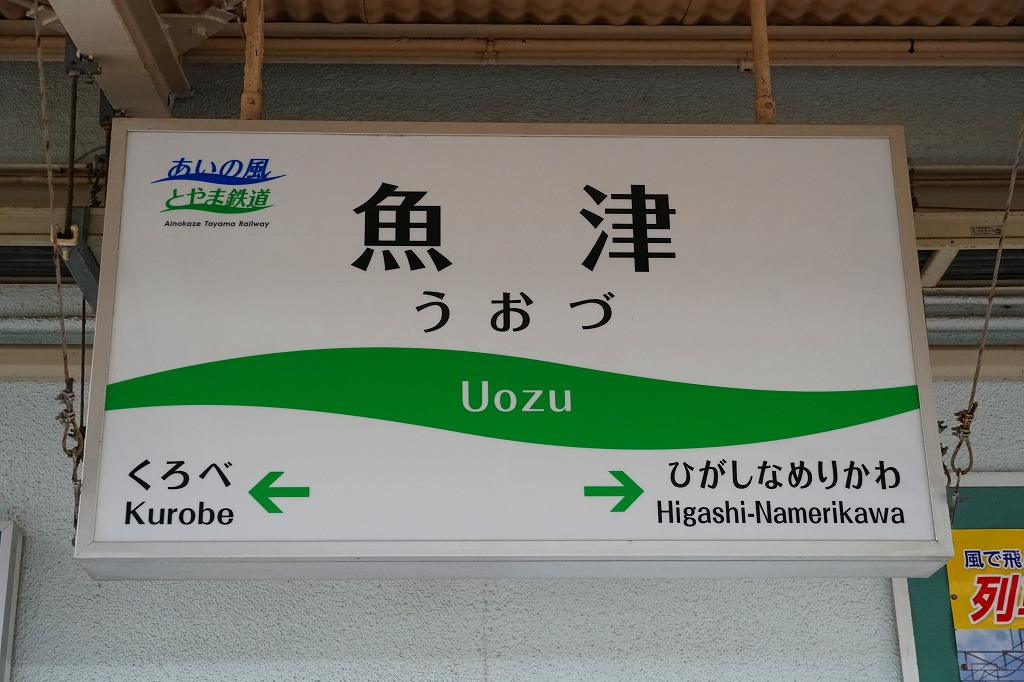 あいの風
とやま鉄道
Ainokaze Toyama Railway
魚津
うおづ
Uozu
くろべ
Kurobe
ひがしなめりかわ
Higashi-Namerikawa
風で飛
列